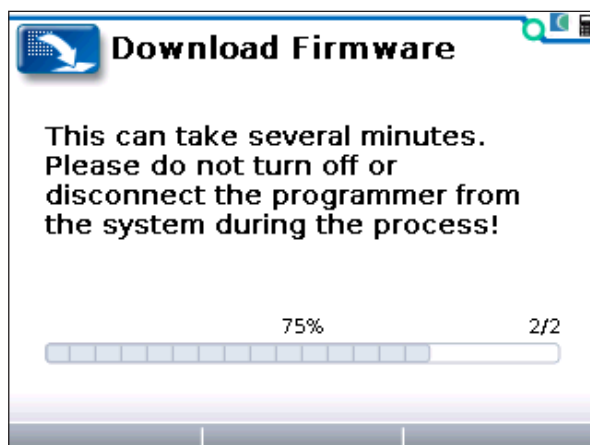 Download Firmware
This can take several minutes.
Please do not turn off or
disconnect the programmer from
the system during the process!
75%
2/2